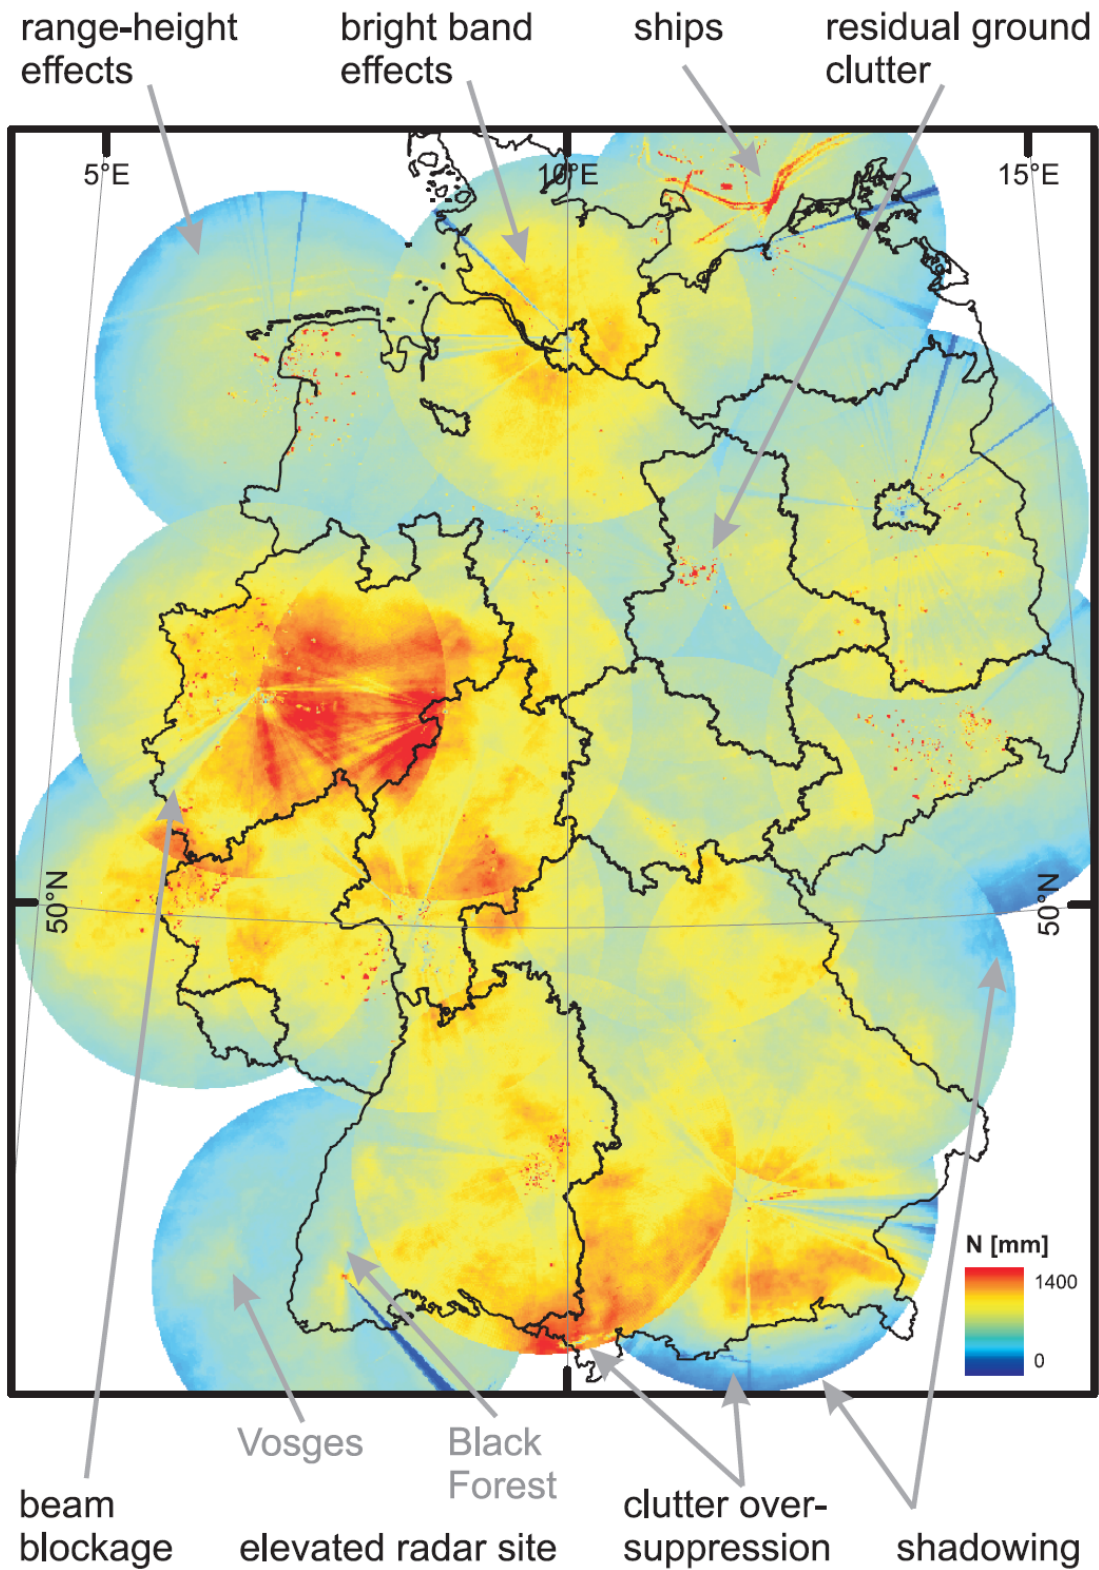 range-height
effects
bright band
effects
ships
residual ground
clutter
5°E
10°E
15°E
50°N
50°N
N [mm]
1400
0
Vosges
Black
Forest
beam
blockage
elevated radar site
clutter over-
suppression
shadowing